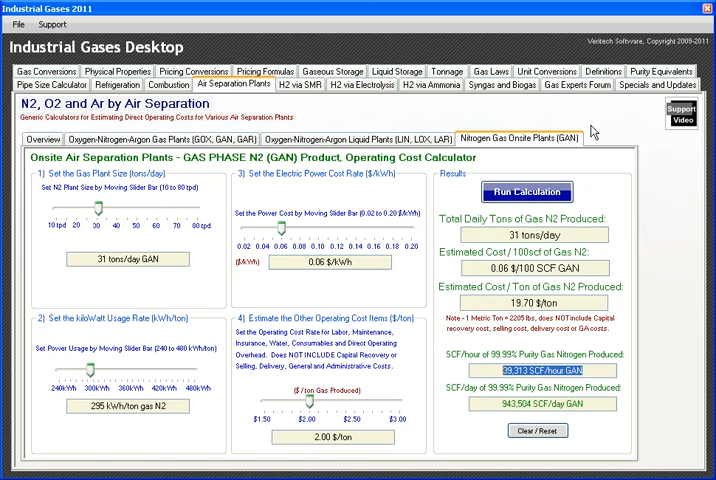 Industrial Gases 2011
File Support
Industrial Gases Desktop
Veritech Software, Copyright 2009-2011
Gas Conversions Physical Properties Pricing Conversions Pricing Formulas Gaseous Storage Liquid Storage Tonnage Gas Laws Unit Conversions Definitions Purity Equivalents
Pipe Size Calculator Refrigeration Combustion Air Separation Plants H2 via SMR H2 via Electrolysis H2 via Ammonia Syngas and Biogas Gas Experts Forum Specials and Updates
N2, O2 and Ar by Air Separation
Generic Calculators for Estimating Direct Operating Costs for Various Air Separation Plants
Support
Video
Overview Oxygen-Nitrogen-Argon Gas Plants (GOX, GAN, GAR) Oxygen-Nitrogen-Argon Liquid Plants (LIN, LOX, LAR) Nitrogen Gas Onsite Plants (GAN)
Onsite Air Separation Plants - GAS PHASE N2 (GAN) Product, Operating Cost Calculator
1) Set the Gas Plant Size (tons/day)
Set N2 Plant Size by Moving Slider Bar (10 to 80 tpd)
10 tpd 20 30 40 50 60 70 80 tpd
31 tons/day GAN
2) Set the kiloWatt Usage Rate (kWh/ton)
Set Power Usage by Moving Slider Bar (240 to 480 kWh/ton)
240kWh 300kWh 360kWh 420kWh 480kWh
295 kWh/ton gas N2
3) Set the Electric Power Cost Rate ($/kWh)
Set the Power Cost by Moving Slider Bar (0.02 to 0.20 $/kWh)
0.02 0.04 0.06 0.08 0.10 0.12 0.14 0.16 0.18 0.20
($/kWh)
0.06 $/kWh
4) Estimate the Other Operating Cost Items ($/ton)
Set the Operating Cost Rate for Labor, Maintenance,
Insurance, Water, Consumables and Direct Operating
Overhead. Does NOT INCLUDE Capital Recovery or
Selling, Delivery, General and Administrative Costs.
($/ton Gas Produced)
$1.50 $2.00 $2.50 $3.00
2.00 $/ton
Results
Run Calculation
Total Daily Tons of Gas N2 Produced:
31 tons/day
Estimated Cost / 100scf of Gas N2:
0.06 $/100 SCF GAN
Estimated Cost / Ton of Gas N2 Produced:
19.70 $/ton
Note - 1 Metric Ton = 2205 lbs, does NOT include Capital
recovery cost, selling cost, delivery cost or GA costs.
SCF/hour of 99.99% Purity Gas Nitrogen Produced:
39,313 SCF/hour GAN
SCF/day of 99.99% Purity Gas Nitrogen Produced:
943,504 SCF/day GAN
Clear / Reset